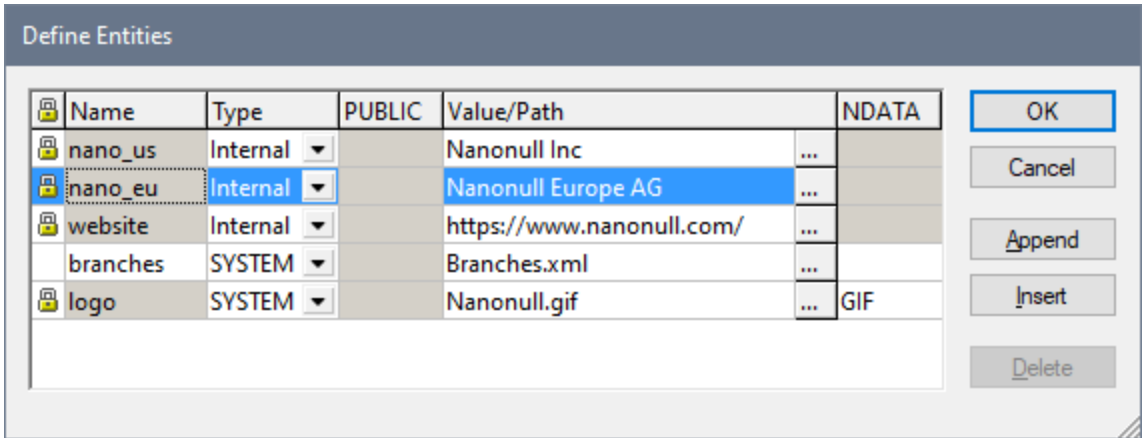 Define Entities
Name Type PUBLIC Value/Path NDATA
nano_us Internal Nanonull Inc ...
nano_eu Internal Nanonull Europe AG ...
website Internal https://www.nanonull.com/ ...
branches SYSTEM Branches.xml ...
logo SYSTEM Nanonull.gif ... GIF
OK
Cancel
Append
Insert
Delete